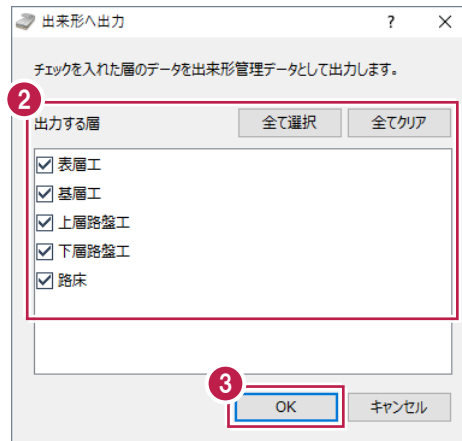 出来形へ出力 ?
チェックを入れた層のデータを出来形管理データとして出力します。
2
出力する層 全て選択 全てクリア
表層工
基層工
上層路盤工
下層路盤工
路床
3
OK キャンセル